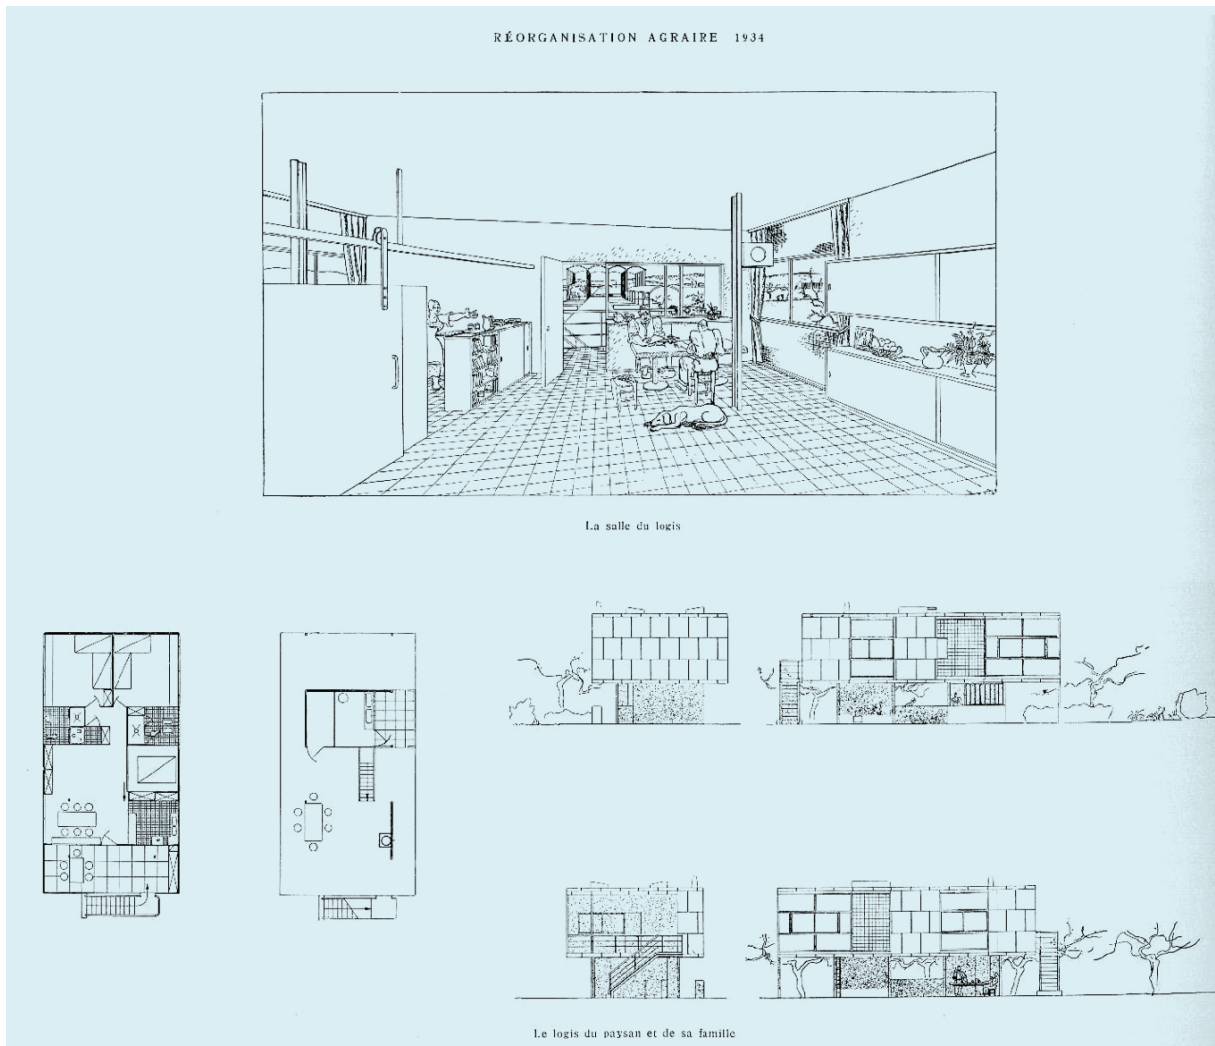 RÉORGANISATION AGRAIRE 1934
La salle du logis
Le logis du paysan et de sa famille